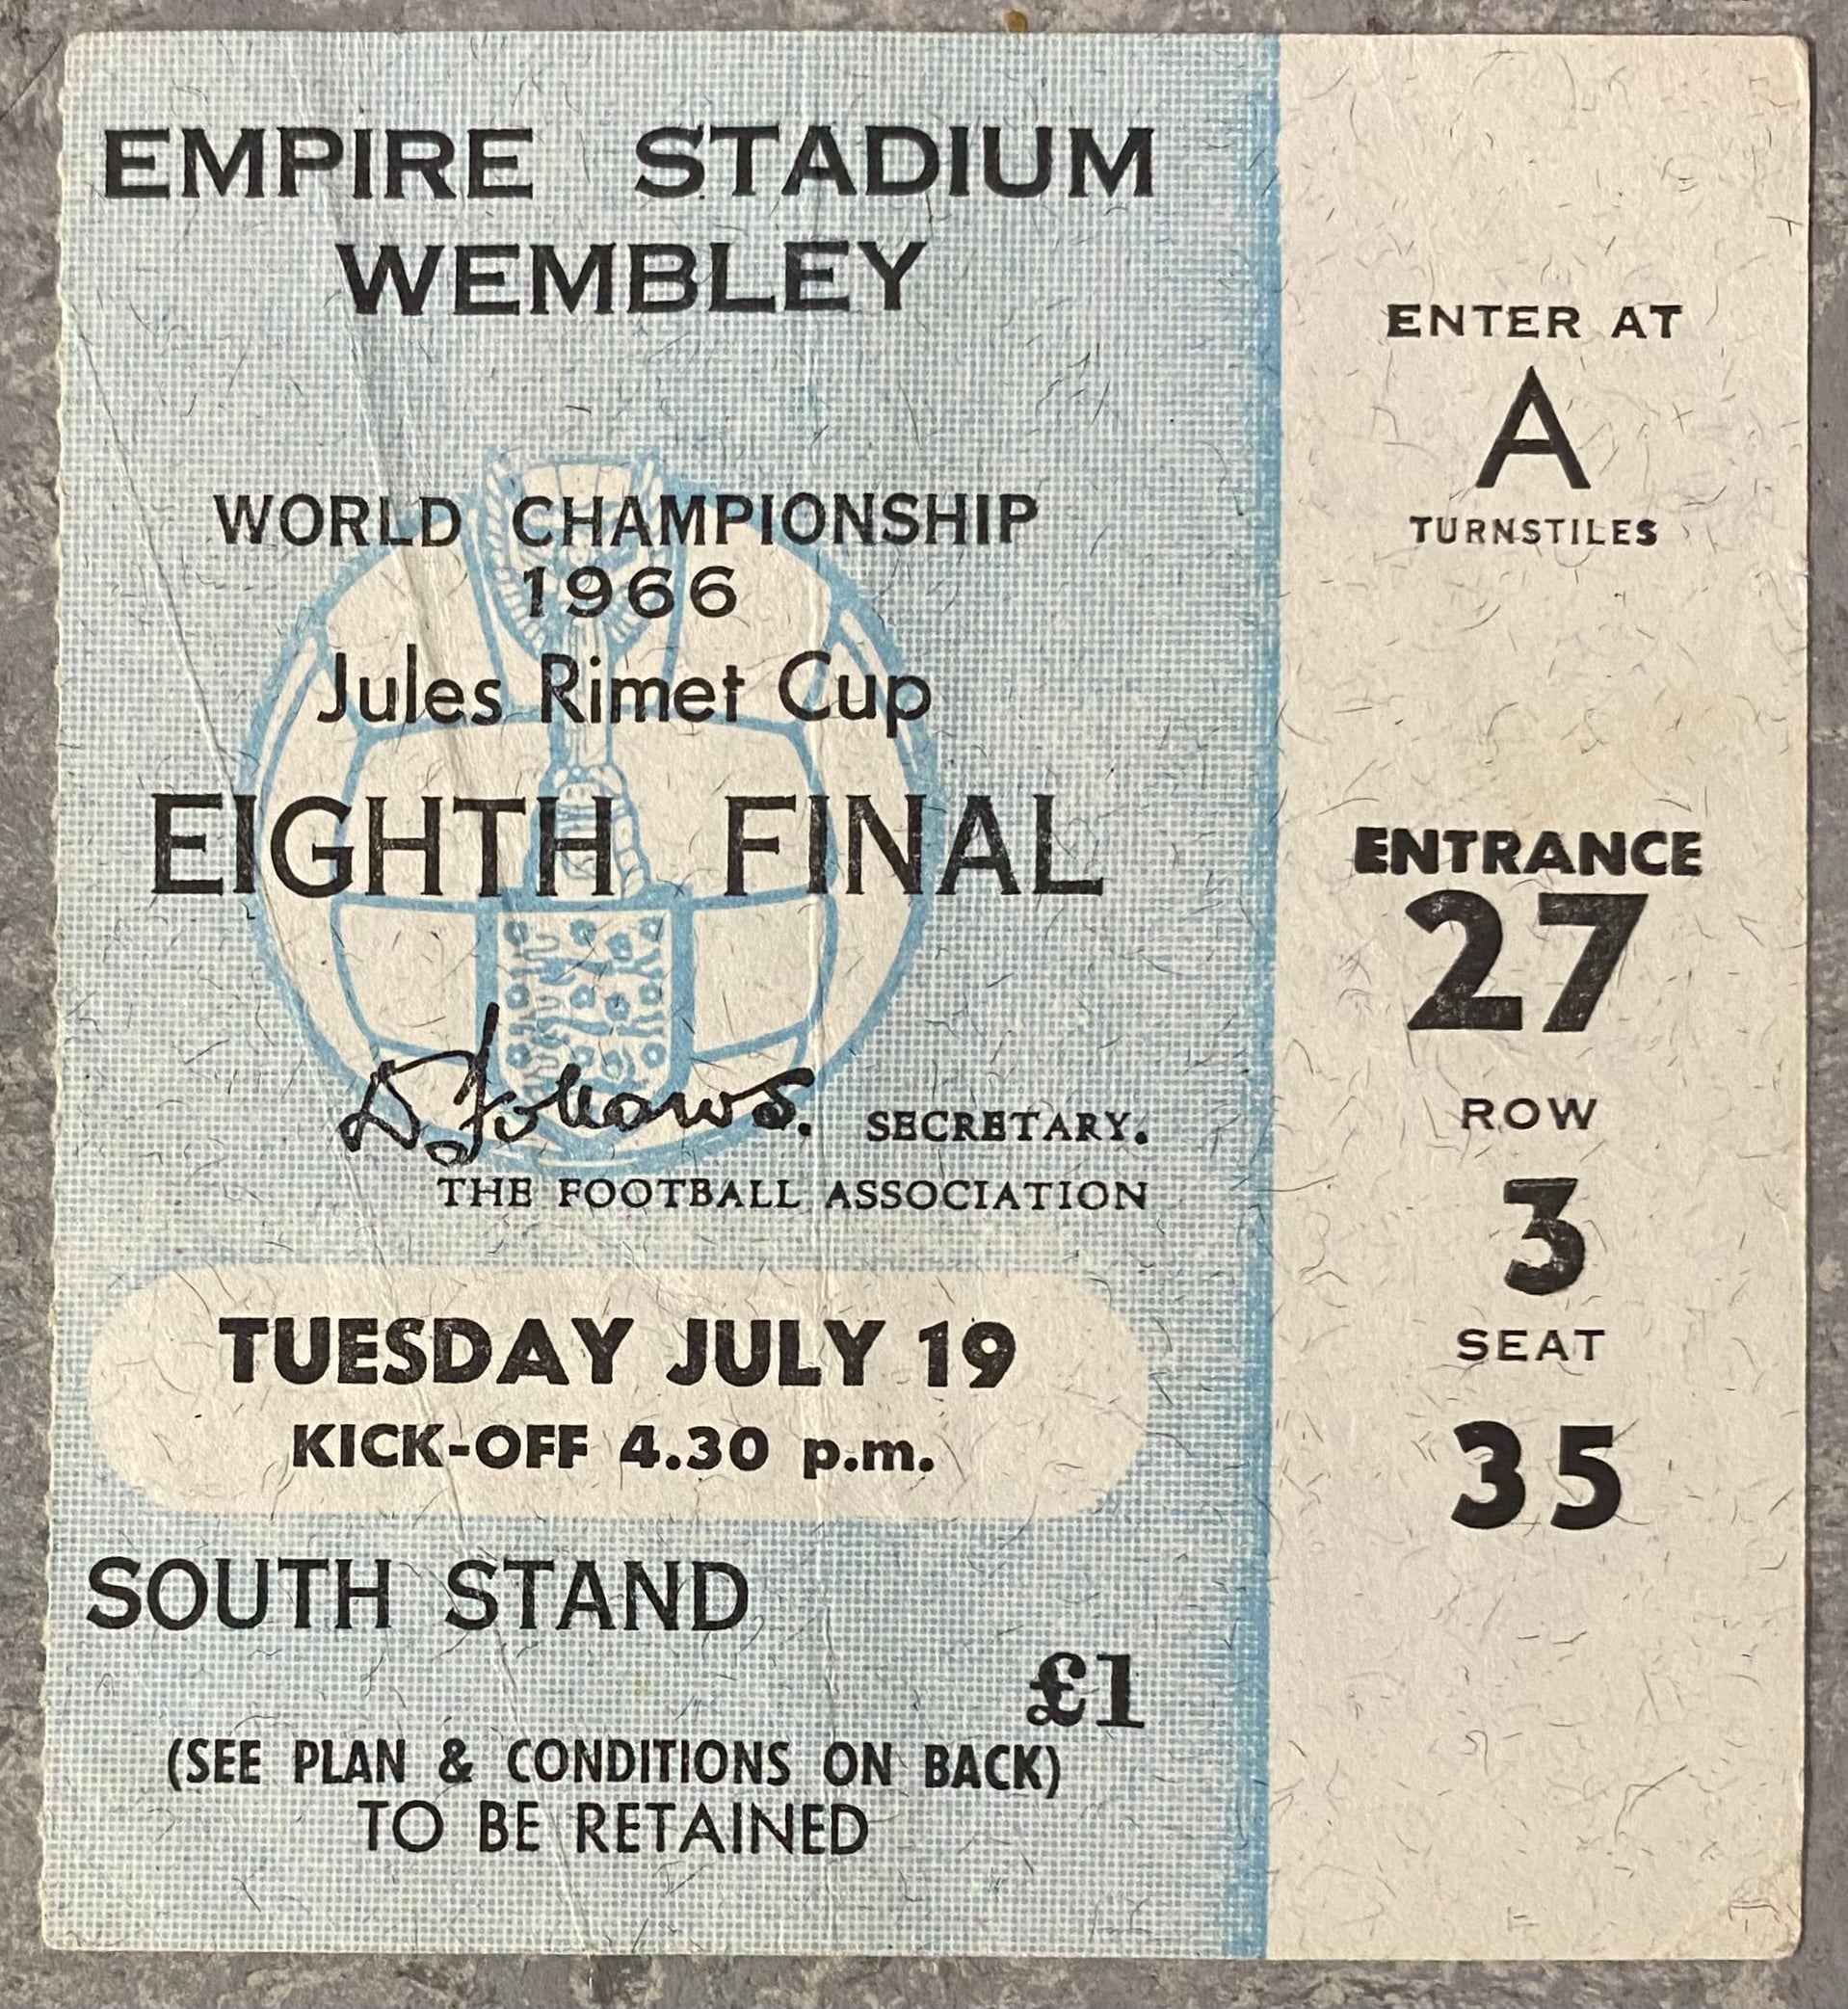 EMPIRE STADIUM
WEMBLEY
WORLD CHAMPIONSHIP
1966
Jules Rimet Cup
EIGHTH FINAL
D Follows. SECRETARY.
THE FOOTBALL ASSOCIATION
TUESDAY JULY 19
KICK-OFF 4.30 p.m.
SOUTH STAND
£1
(SEE PLAN & CONDITIONS ON BACK)
TO BE RETAINED
ENTER AT
A
TURNSTILES
ENTRANCE
27
ROW
3
SEAT
35